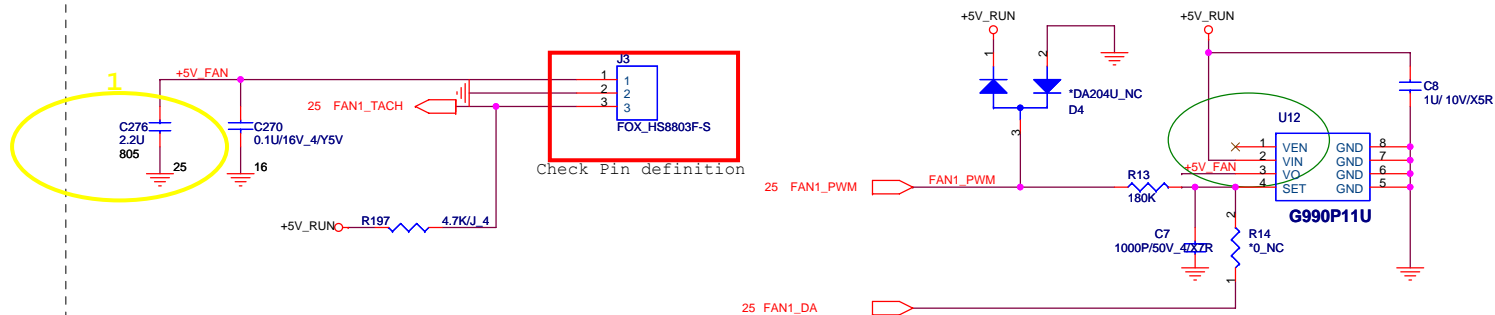 1
+5V_FAN
C276
2.2U
805
25
C270
0.1U/16V_4/Y5V
16
25 FAN1_TACH
J3
1
2
3
1
2
3
FOX_HS8803F-S
Check Pin definition
+5V_RUN
R197
4.7K/J_4
+5V_RUN
1
2
3
*DA204U_NC
D4
+5V_RUN
C8
1U/ 10V/X5R
U12
1
2
3
4
VEN
VIN
VO
SET
GND
GND
GND
GND
8
7
6
5
+5V_FAN
G990P11U
25 FAN1_PWM
FAN1_PWM
R13
180K
C7
1000P/50V_4/X7R
2
R14
*0_NC
1
25 FAN1_DA